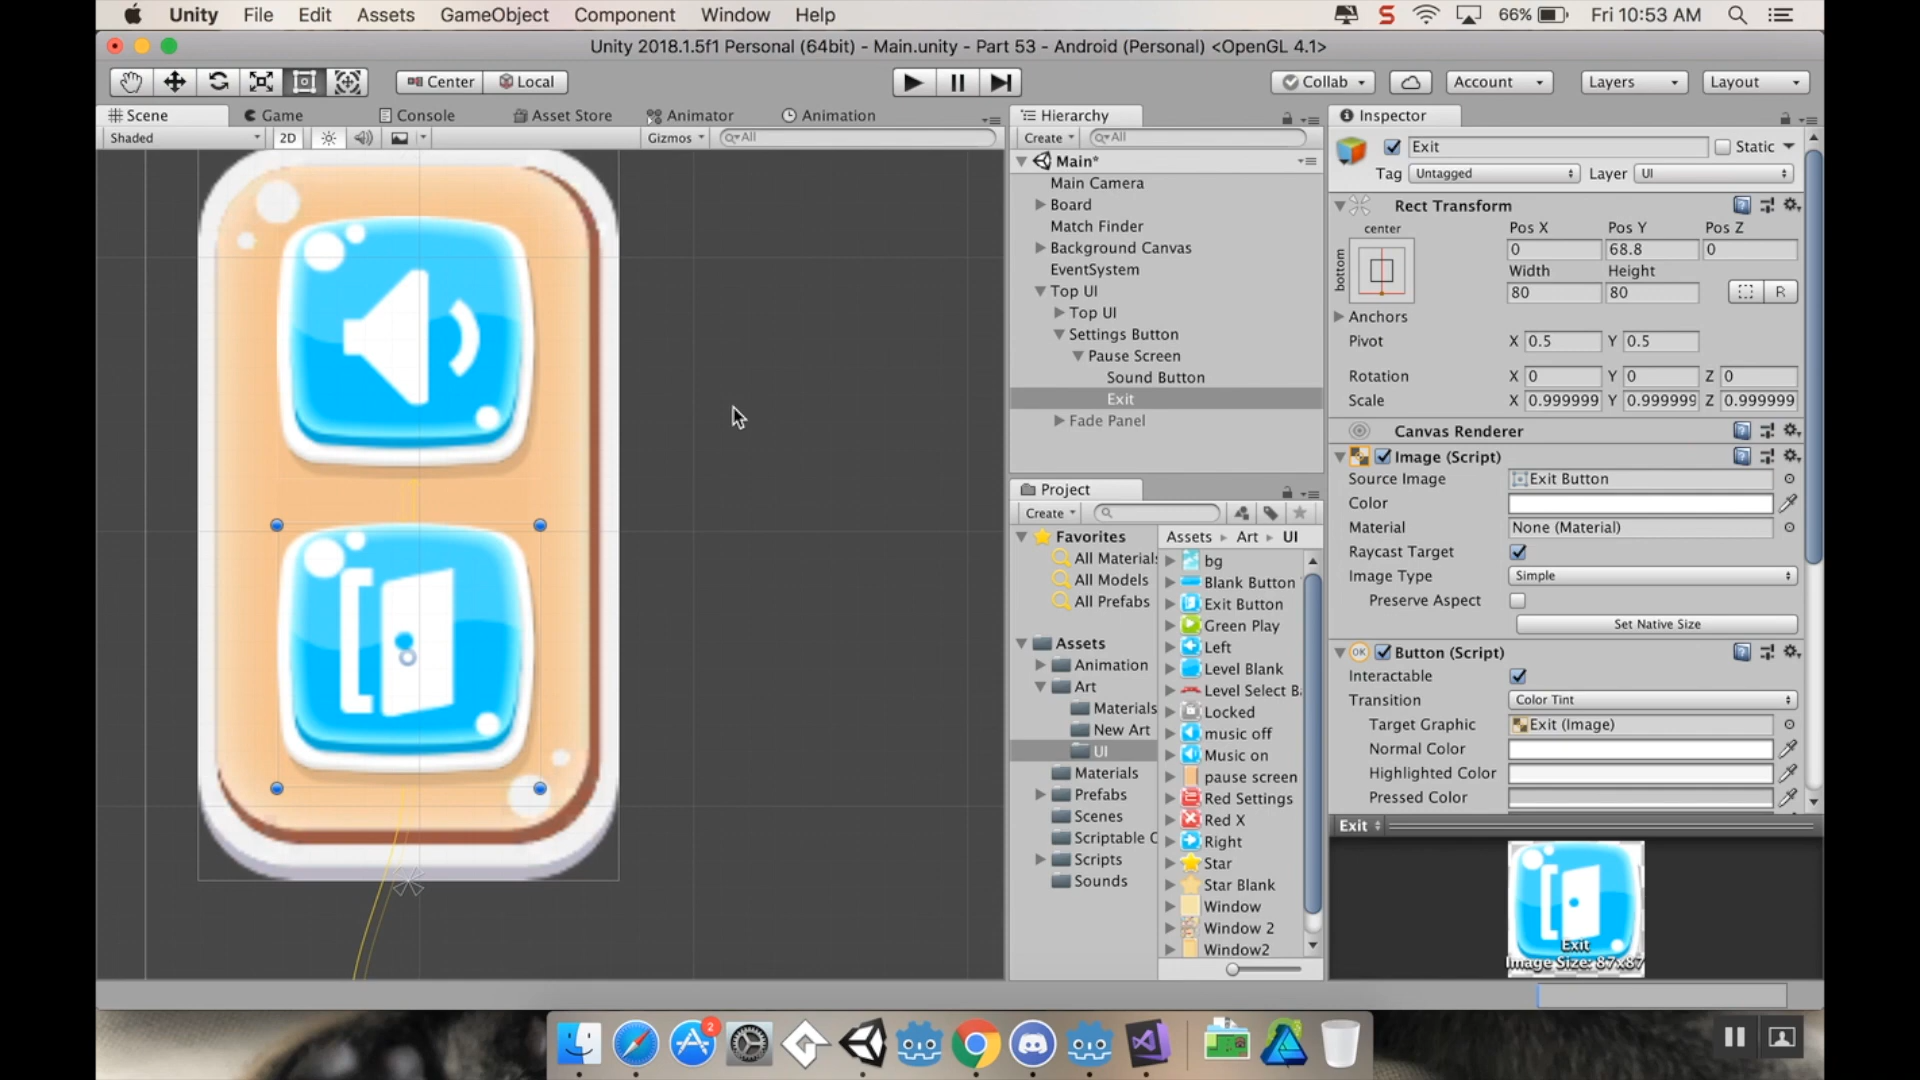 Unity File Edit Assets GameObject Component Window Help 66% Fri 10:53 AM
Unity 2018.1.5f1 Personal (64bit) - Main.unity - Part 53 - Android (Personal) <OpenGL 4.1>
Center Local Collab Account Layers Layout
Scene Game Console Asset Store Animator Animation
Shaded 2D Gizmos All
Hierarchy
Create All
Main*
Main Camera
Board
Match Finder
Background Canvas
EventSystem
Top UI
Top UI
Settings Button
Pause Screen
Sound Button
Exit
Fade Panel
Project
Create
Favorites
All Materials
All Models
All Prefabs
Assets
Animation
Art
Materials
New Art
UI
Materials
Prefabs
Scenes
Scriptable O
Scripts
Sounds
Assets Art UI
bg
Blank Button
Exit Button
Green Play
Left
Level Blank
Level Select B
Locked
music off
Music on
pause screen
Red Settings
Red X
Right
Star
Star Blank
Window
Window 2
Window2
Inspector
Exit Static
Tag Untagged Layer UI
Rect Transform
center
bottom
Pos X Pos Y Pos Z
0 68.8 0
Width Height
80 80 R
Anchors
Pivot X 0.5 Y 0.5
Rotation X 0 Y 0 Z 0
Scale X 0.999999 Y 0.999999 Z 0.999999
Canvas Renderer
Image (Script)
Source Image Exit Button
Color
Material None (Material)
Raycast Target
Image Type Simple
Preserve Aspect
Set Native Size
OK Button (Script)
Interactable
Transition Color Tint
Target Graphic Exit (Image)
Normal Color
Highlighted Color
Pressed Color
Exit
Exit
Image Size: 87x87
2